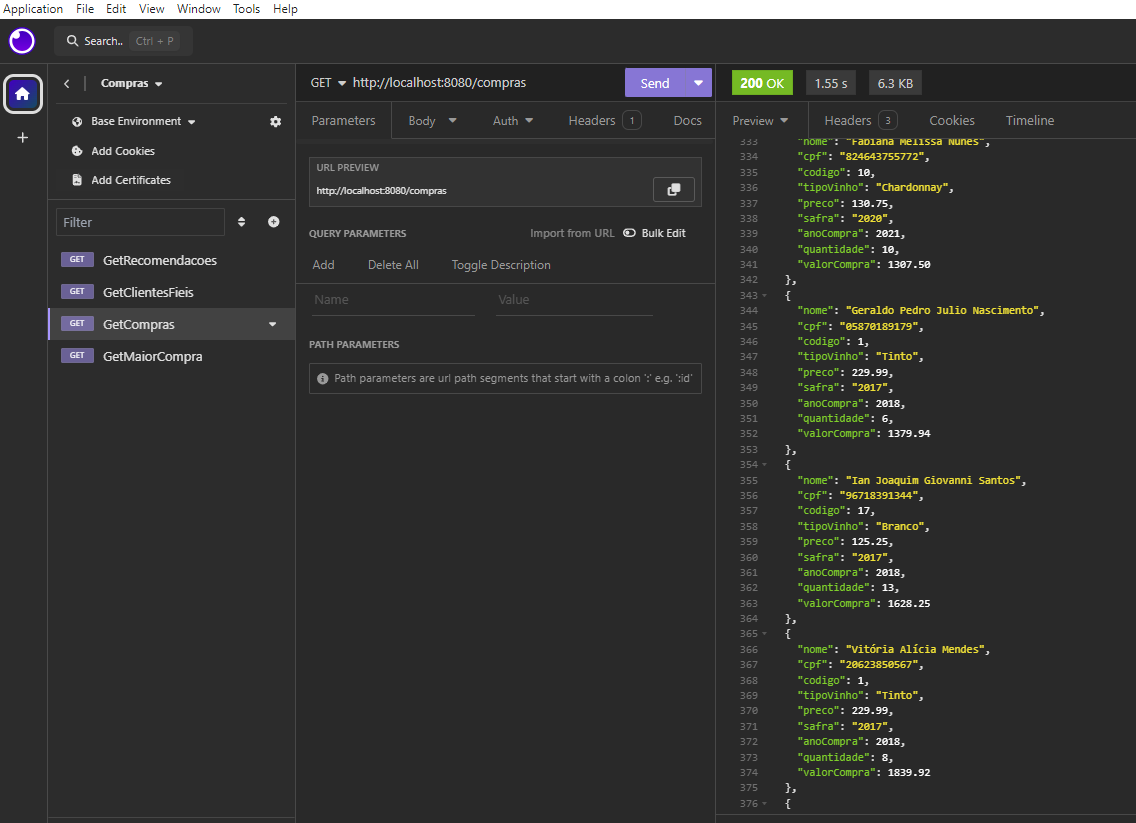 Application File Edit View Window Tools Help
Search.. Ctrl + P
Compras
Base Environment
Add Cookies
Add Certificates
Filter
GET GetRecomendacoes
GET GetClientesFieis
GET GetCompras
GET GetMaiorCompra
GET http://localhost:8080/compras Send
Parameters Body Auth Headers 1 Docs
URL PREVIEW
http://localhost:8080/compras
QUERY PARAMETERS Import from URL Bulk Edit
Add Delete All Toggle Description
Name Value
PATH PARAMETERS
Path parameters are url path segments that start with a colon ':' e.g. ':id'
200 OK 1.55 s 6.3 KB
Preview Headers 3 Cookies Timeline
333 "nome": "Fabiana Melissa Nunes",
334 "cpf": "824643755772",
335 "codigo": 10,
336 "tipoVinho": "Chardonnay",
337 "preco": 130.75,
338 "safra": "2020",
339 "anoCompra": 2021,
340 "quantidade": 10,
341 "valorCompra": 1307.50
342 },
343 {
344 "nome": "Geraldo Pedro Julio Nascimento",
345 "cpf": "05870189179",
346 "codigo": 1,
347 "tipoVinho": "Tinto",
348 "preco": 229.99,
349 "safra": "2017",
350 "anoCompra": 2018,
351 "quantidade": 6,
352 "valorCompra": 1379.94
353 },
354 {
355 "nome": "Ian Joaquim Giovanni Santos",
356 "cpf": "96718391344",
357 "codigo": 17,
358 "tipoVinho": "Branco",
359 "preco": 125.25,
360 "safra": "2017",
361 "anoCompra": 2018,
362 "quantidade": 13,
363 "valorCompra": 1628.25
364 },
365 {
366 "nome": "Vitória Alícia Mendes",
367 "cpf": "20623850567",
368 "codigo": 1,
369 "tipoVinho": "Tinto",
370 "preco": 229.99,
371 "safra": "2017",
372 "anoCompra": 2018,
373 "quantidade": 8,
374 "valorCompra": 1839.92
375 },
376 {